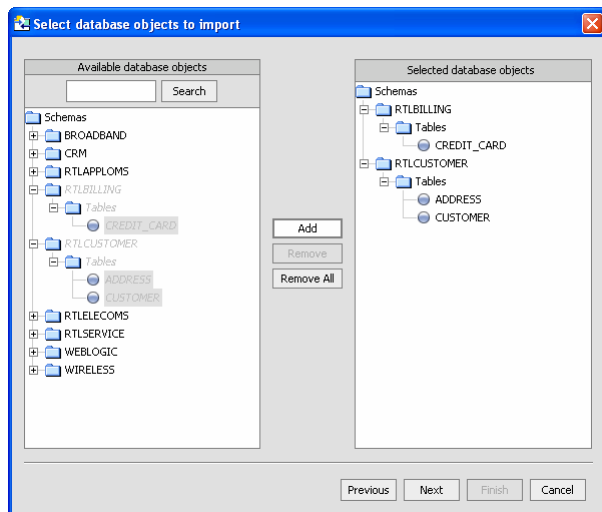 Select database objects to import
Available database objects
Search
Schemas
BROADBAND
CRM
RTLAPPLOMS
RTLBILLING
Tables
CREDIT_CARD
RTLCUSTOMER
Tables
ADDRESS
CUSTOMER
RTLELECOMS
RTLSERVICE
WEBLOGIC
WIRELESS
Add
Remove
Remove All
Selected database objects
Schemas
RTLBILLING
Tables
CREDIT_CARD
RTLCUSTOMER
Tables
ADDRESS
CUSTOMER
Previous Next Finish Cancel